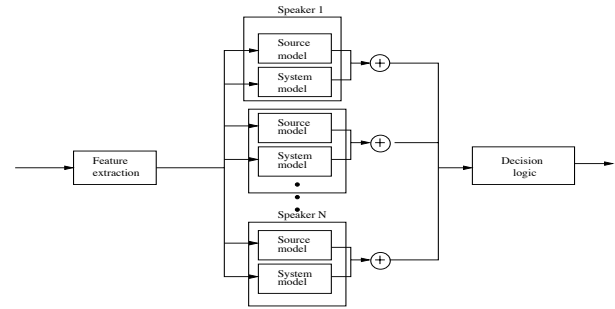 Speaker 1
Source
model
System
model
Source
model
System
model
Feature
extraction
Decision
logic
Speaker N
Source
model
System
model